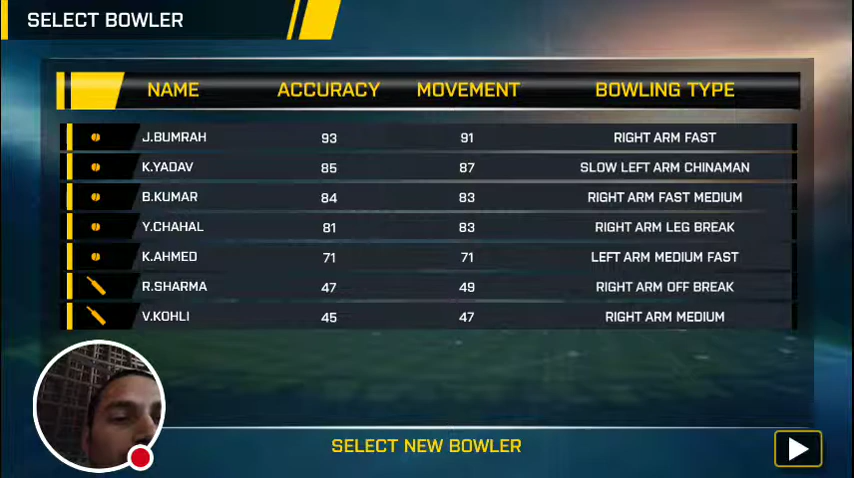 SELECT BOWLER
NAME ACCURACY MOVEMENT BOWLING TYPE
J.BUMRAH 93 91 RIGHT ARM FAST
K.YADAV 85 87 SLOW LEFT ARM CHINAMAN
B.KUMAR 84 83 RIGHT ARM FAST MEDIUM
Y.CHAHAL 81 83 RIGHT ARM LEG BREAK
K.AHMED 71 71 LEFT ARM MEDIUM FAST
R.SHARMA 47 49 RIGHT ARM OFF BREAK
V.KOHLI 45 47 RIGHT ARM MEDIUM
SELECT NEW BOWLER